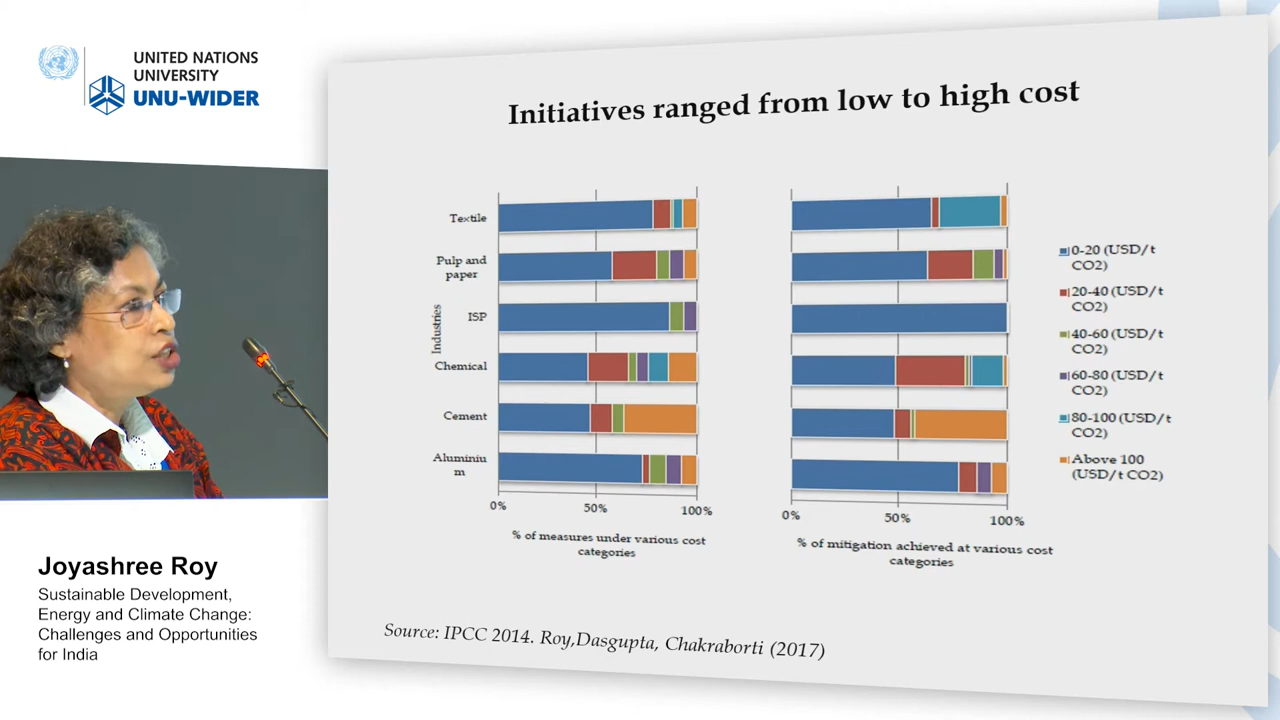 UNITED NATIONS
UNIVERSITY
UNU-WIDER
Initiatives ranged from low to high cost
Industries
Textile
Pulp and
paper
ISP
Chemical
Cement
Aluminiu
m
0% 50% 100%
% of measures under various cost
categories
0% 50% 100%
% of mitigation achieved at various cost
categories
0-20 (USD/t
CO2)
20-40 (USD/t
CO2)
40-60 (USD/t
CO2)
60-80 (USD/t
CO2)
80-100 (USD/t
CO2)
Above 100
(USD/t CO2)
Source: IPCC 2014. Roy,Dasgupta, Chakraborti (2017)
Joyashree Roy
Sustainable Development,
Energy and Climate Change:
Challenges and Opportunities
for India